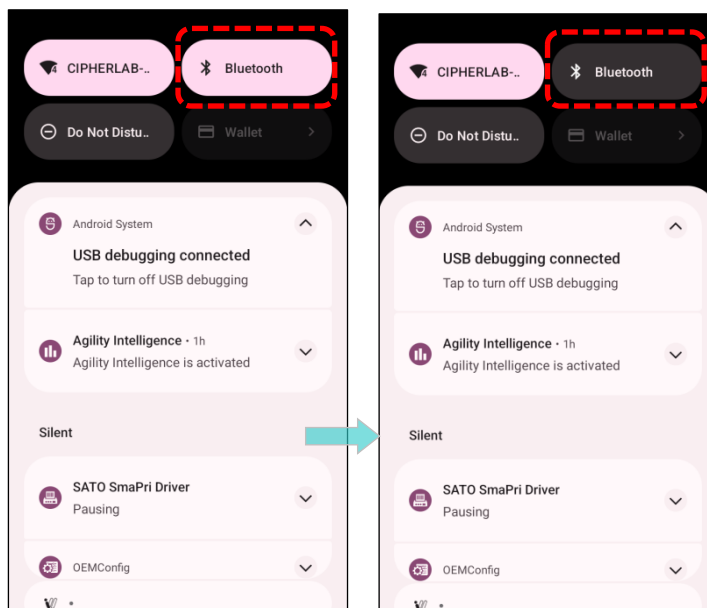 CIPHERLAB-..
Bluetooth
Do Not Distu..
Wallet
Android System
USB debugging connected
Tap to turn off USB debugging
Agility Intelligence • 1h
Agility Intelligence is activated
Silent
SATO SmaPri Driver
Pausing
OEMConfig
CIPHERLAB-..
Bluetooth
Do Not Distu..
Wallet
Android System
USB debugging connected
Tap to turn off USB debugging
Agility Intelligence • 1h
Agility Intelligence is activated
Silent
SATO SmaPri Driver
Pausing
OEMConfig